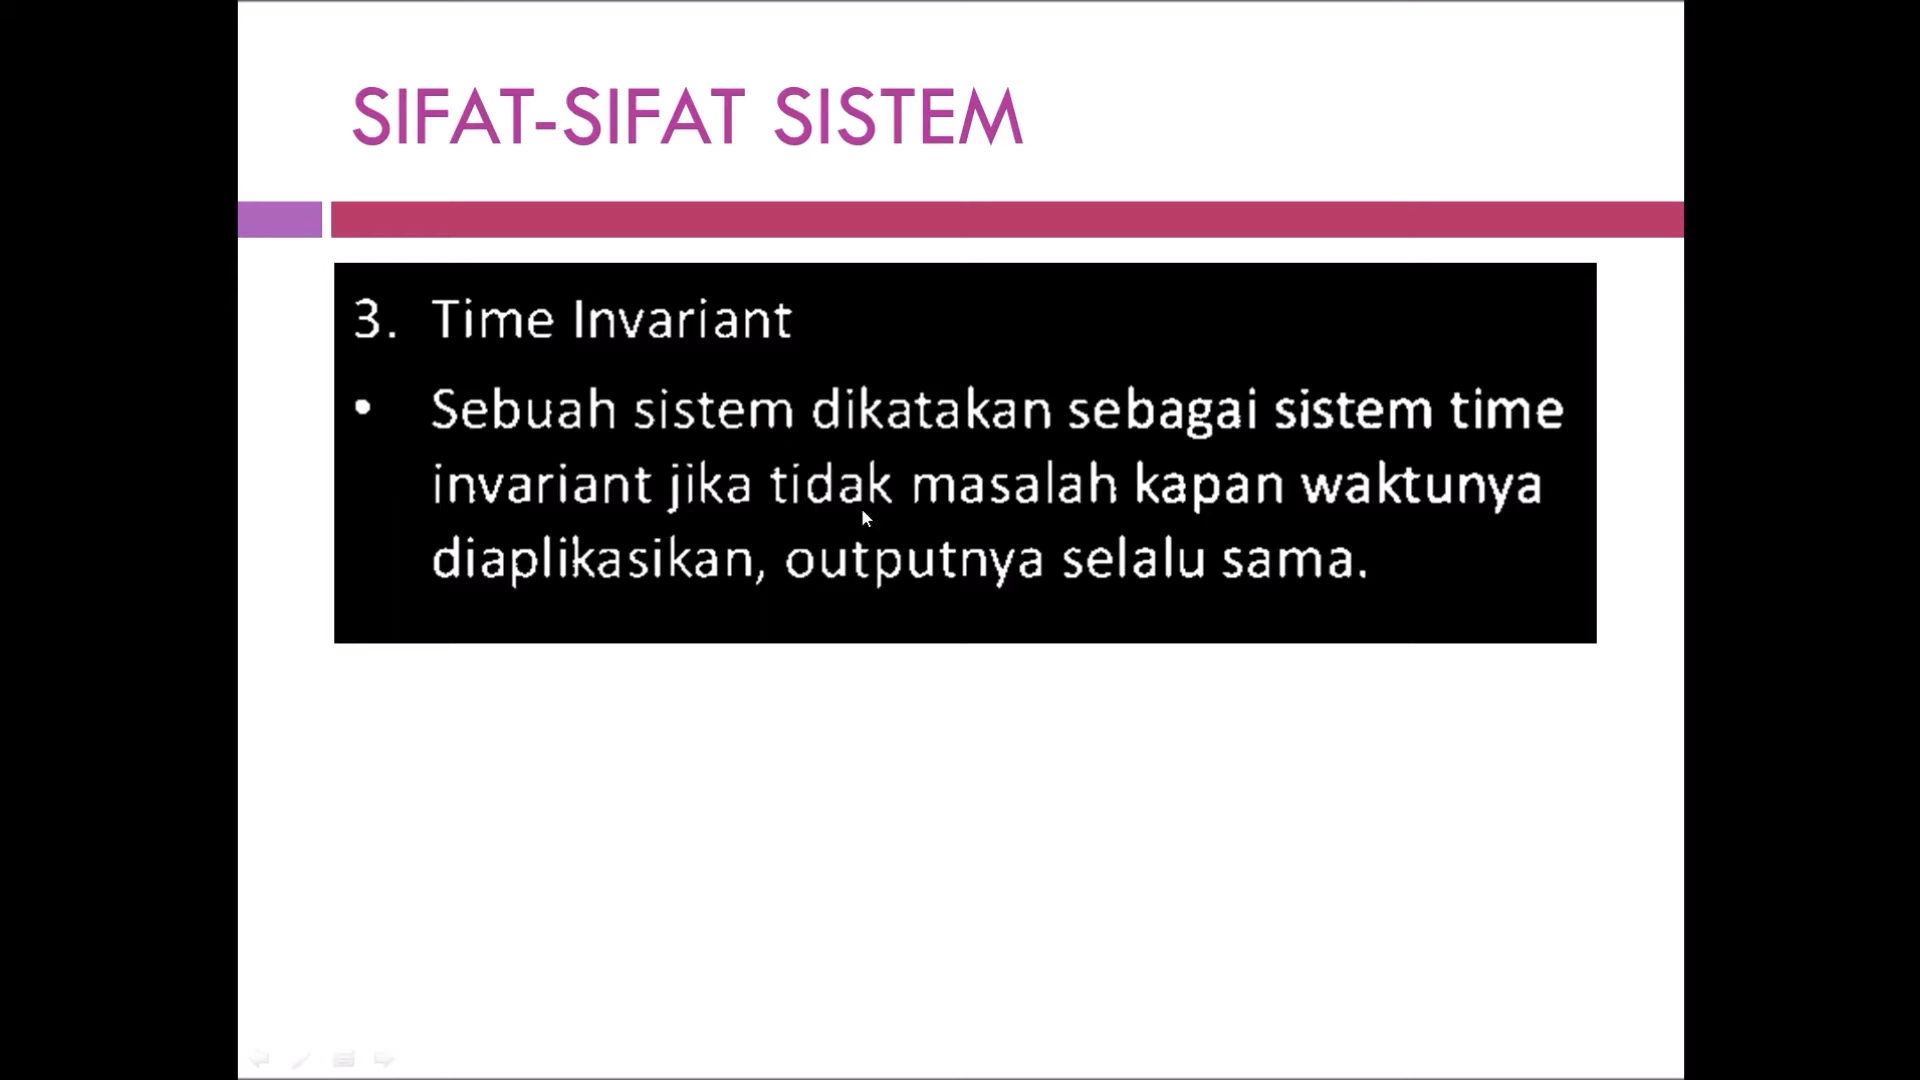 SIFAT-SIFAT SISTEM
3. Time Invariant
• Sebuah sistem dikatakan sebagai sistem time
invariant jika tidak masalah kapan waktunya
diaplikasikan, outputnya selalu sama.